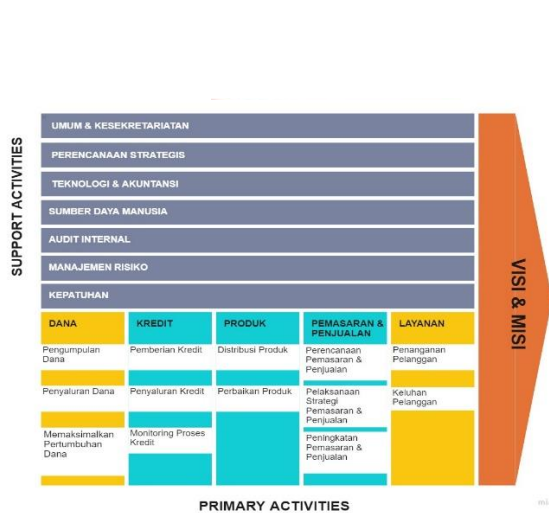 SUPPORT ACTIVITIES
UMUM & KESEKRETARIATAN
PERENCANAAN STRATEGIS
TEKNOLOGI & AKUNTANSI
SUMBER DAYA MANUSIA
AUDIT INTERNAL
MANAJEMEN RISIKO
KEPATUHAN
DANA
Pengumpulan
Dana
Penyaluran Dana
Memaksimalkan
Pertumbuhan
Dana
KREDIT
Pemberian Kredit
Penyaluran Kredit
Monitoring Proses
Kredit
PRODUK
Distribusi Produk
Perbaikan Produk
PEMASARAN &
PENJUALAN
Perencanaan
Pemasaran &
Penjualan
Pelaksanaan
Strategi
Pemasaran &
Penjualan
Peningkatan
Pemasaran &
Penjualan
LAYANAN
Penanganan
Pelanggan
Keluhan
Pelanggan
VISI & MISI
PRIMARY ACTIVITIES